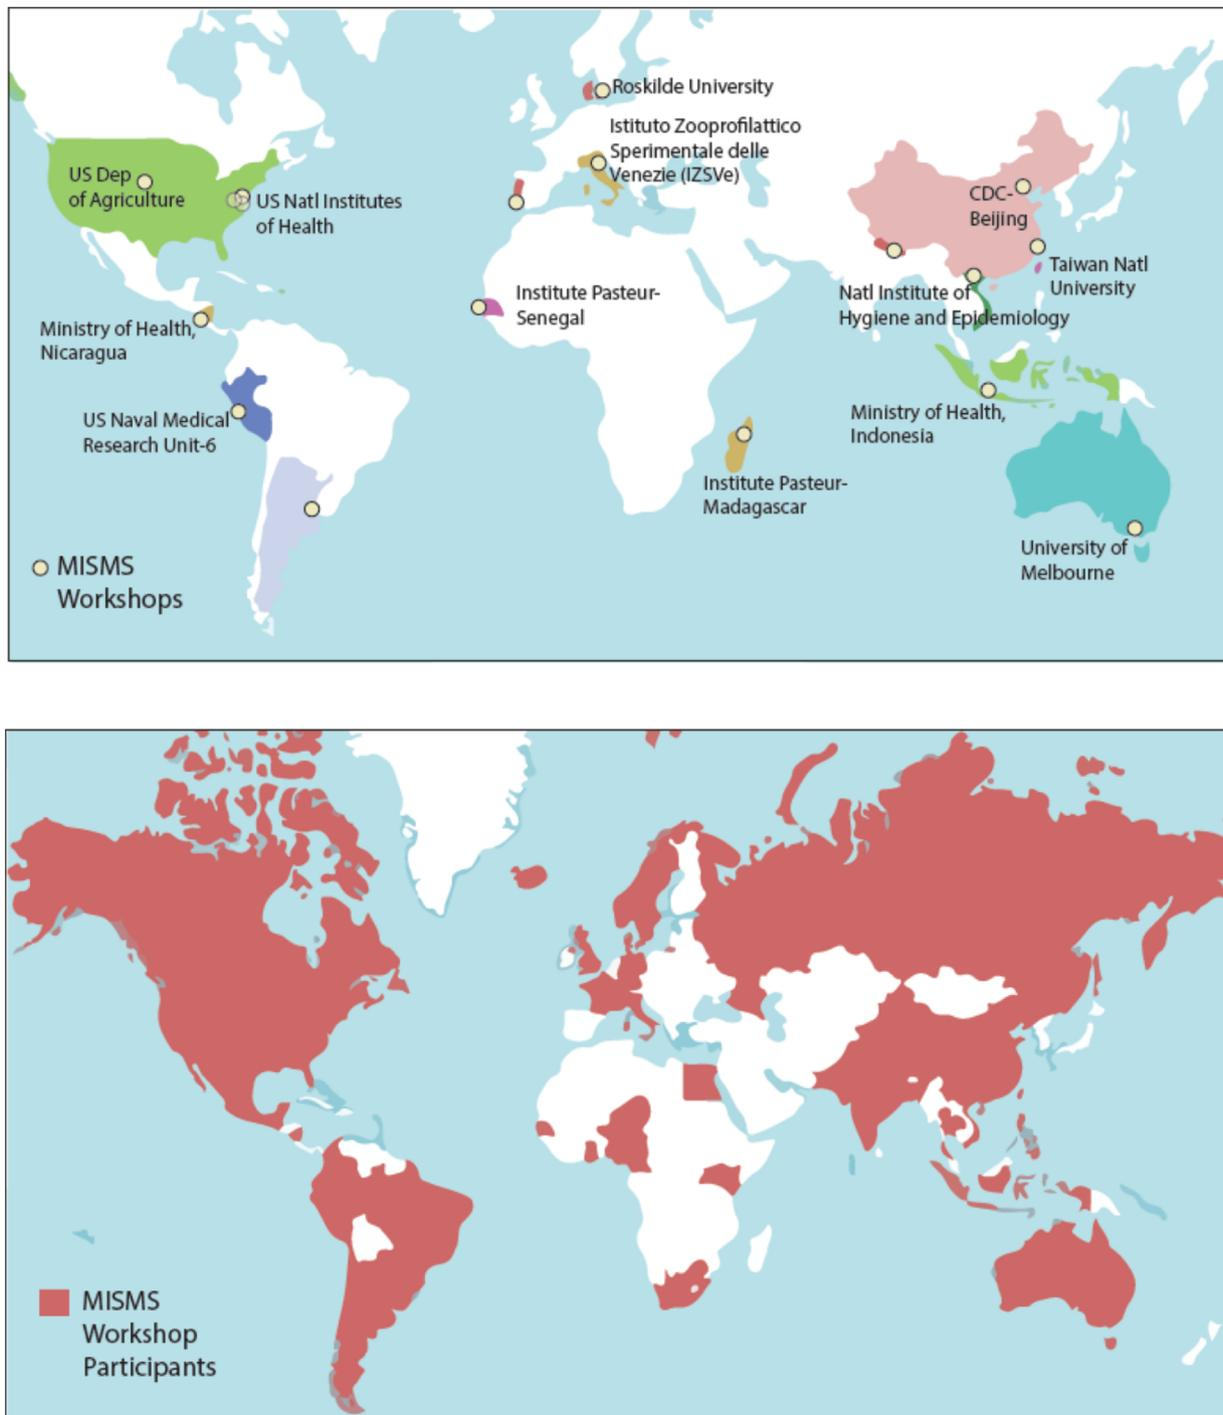 Roskilde University
Istituto Zooprofilattico
Sperimentale delle
Venezie (IZSVe)
US Dep
of Agriculture
US Natl Institutes
of Health
CDC-
Beijing
Taiwan Natl
University
Natl Institute of
Hygiene and Epidemiology
Institute Pasteur-
Senegal
Ministry of Health,
Nicaragua
US Naval Medical
Research Unit-6
Ministry of Health,
Indonesia
Institute Pasteur-
Madagascar
University of
Melbourne
MISMS
Workshops
MISMS
Workshop
Participants